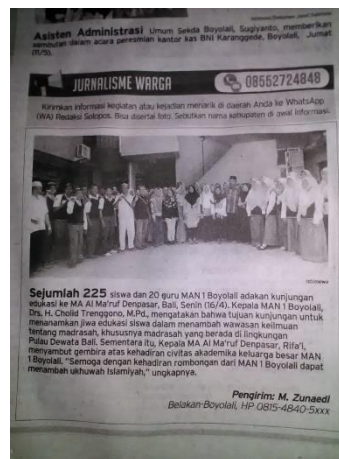 Asisten Administrasi Umum Sekda Boyolali, Sugiyanto, memberikan
sambutan dalam acara peresmian kantor kas BNI Karanggede, Boyolali, Jumat
(11/5).
JURNALISME WARGA
08552724848
Kirimkan informasi kegiatan atau kejadian menarik di daerah Anda ke WhatsApp
(WA) Redaksi Solopos. Bisa disertai foto. Sebutkan nama kabupaten di awal informasi.
Sejumlah 225 siswa dan 20 guru MAN 1 Boyolali adakan kunjungan
edukasi ke MA Al Ma'ruf Denpasar, Bali, Senin (16/4). Kepala MAN 1 Boyolali,
Drs. H. Cholid Trenggono, M.Pd., mengatakan bahwa tujuan kunjungan untuk
menanamkan jiwa edukasi siswa dalam menambah wawasan keilmuan
tentang madrasah, khususnya madrasah yang berada di lingkungan
Pulau Dewata Bali. Sementara itu, Kepala MA Al Ma'ruf Denpasar, Rifa'i,
menyambut gembira atas kehadiran civitas akademika keluarga besar MAN
1 Boyolali. "Semoga dengan kehadiran rombongan dari MAN 1 Boyolali dapat
menambah ukhuwah Islamiyah," ungkapnya.
Pengirim: M. Zunaedi
Belakan-Boyolali, HP 0815-4840-5xxx